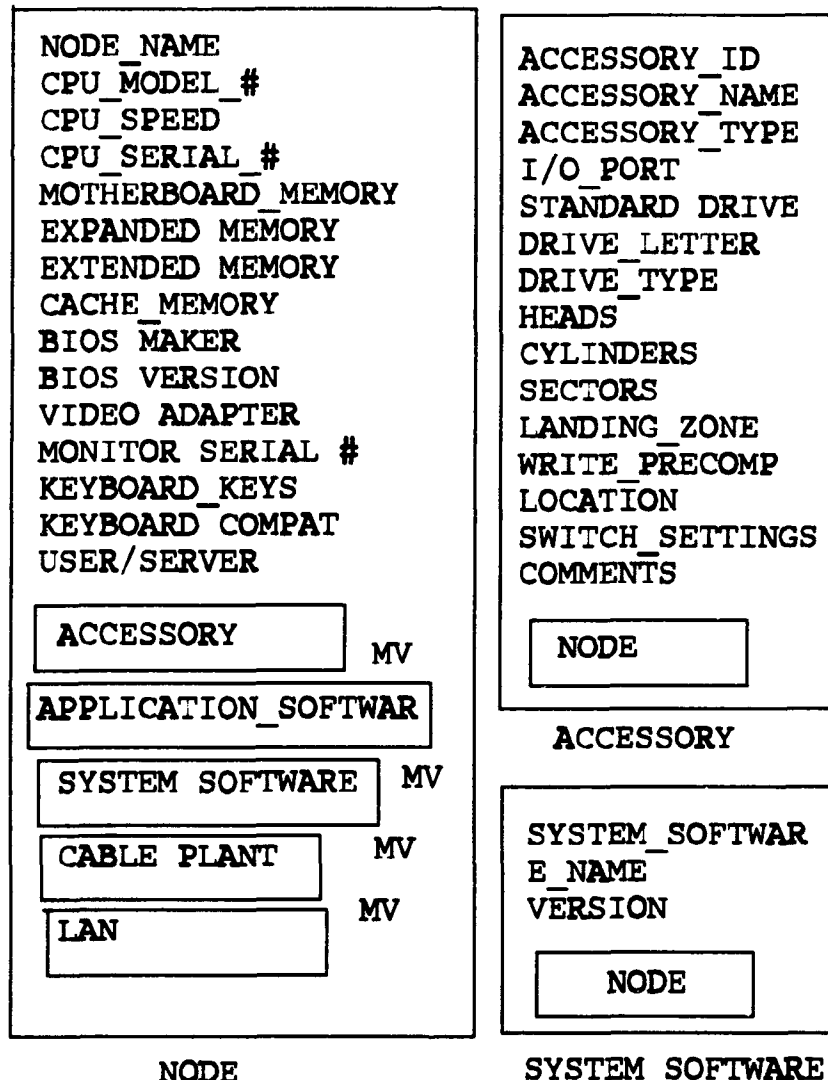 NODE_NAME
CPU_MODEL_#
CPU_SPEED
CPU_SERIAL_#
MOTHERBOARD_MEMORY
EXPANDED MEMORY
EXTENDED MEMORY
CACHE_MEMORY
BIOS MAKER
BIOS VERSION
VIDEO ADAPTER
MONITOR SERIAL #
KEYBOARD_KEYS
KEYBOARD COMPAT
USER/SERVER
ACCESSORY
MV
APPLICATION_SOFTWAR
SYSTEM SOFTWARE
MV
CABLE PLANT
MV
LAN
MV
NODE
ACCESSORY_ID
ACCESSORY_NAME
ACCESSORY_TYPE
I/O_PORT
STANDARD DRIVE
DRIVE_LETTER
DRIVE_TYPE
HEADS
CYLINDERS
SECTORS
LANDING_ZONE
WRITE_PRECOMP
LOCATION
SWITCH_SETTINGS
COMMENTS
NODE
ACCESSORY
SYSTEM_SOFTWAR
E_NAME
VERSION
NODE
SYSTEM SOFTWARE